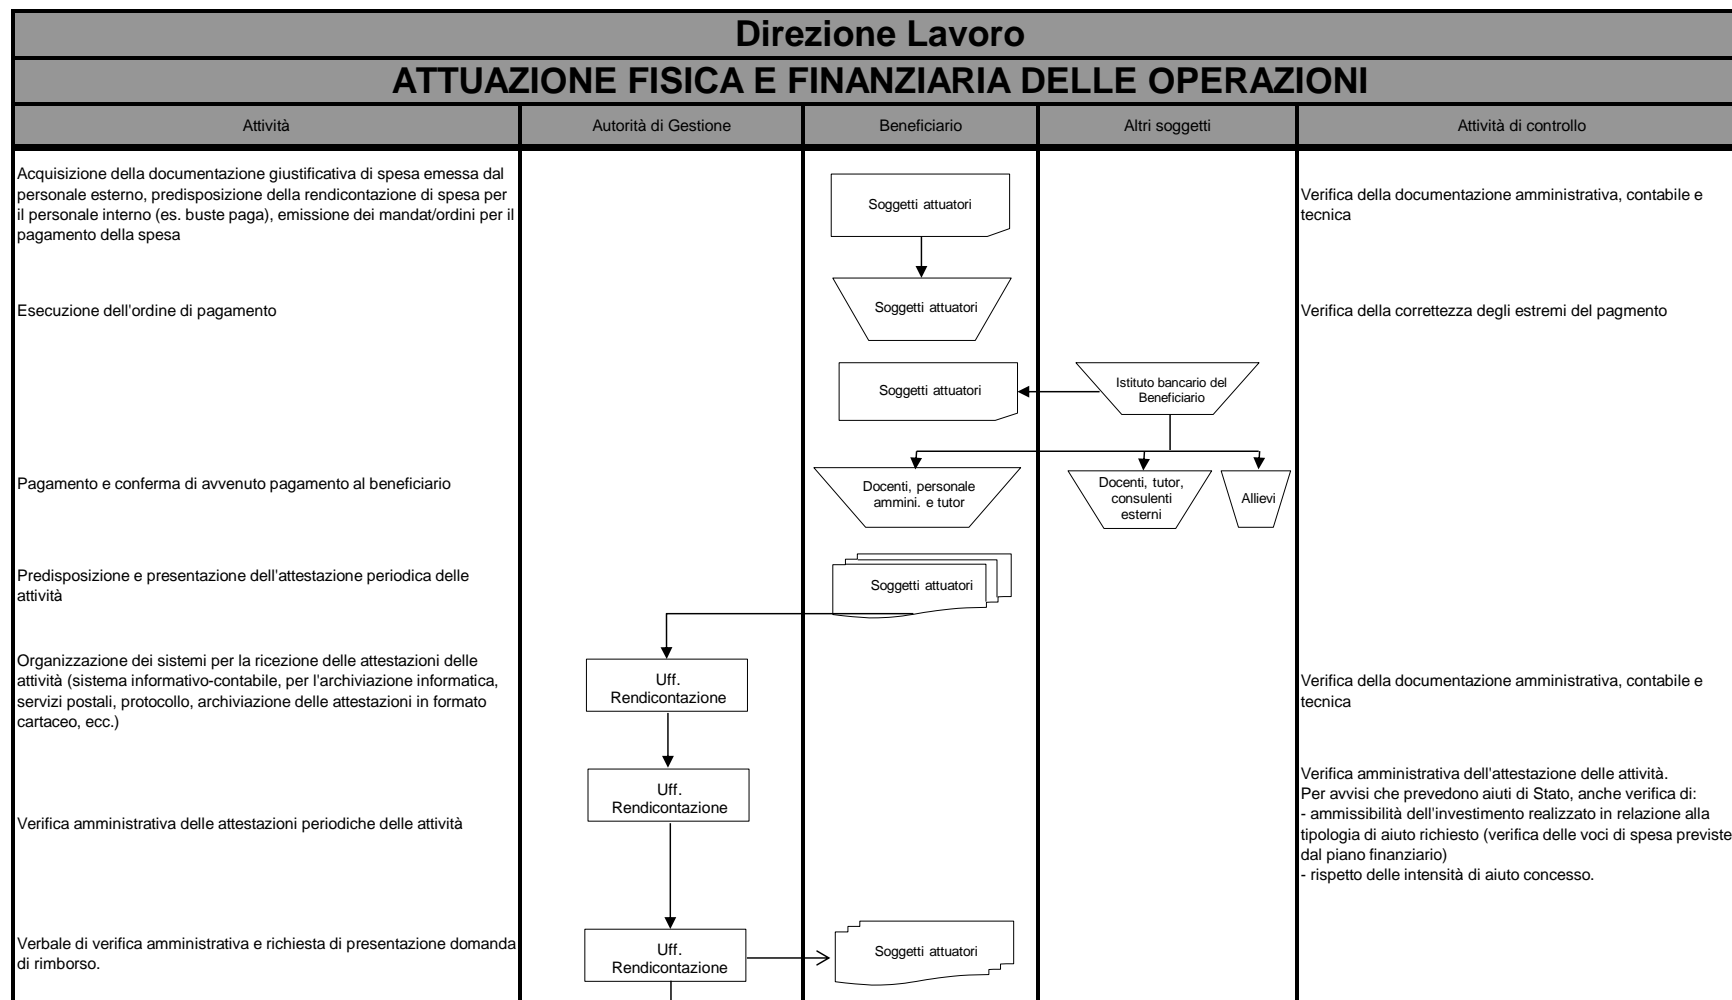 Direzione Lavoro
ATTUAZIONE FISICA E FINANZIARIA DELLE OPERAZIONI
Attività
Autorità di Gestione
Beneficiario
Altri soggetti
Attività di controllo
Acquisizione della documentazione giustificativa di spesa emessa dal
personale esterno, predisposizione della rendicontazione di spesa per
il personale interno (es. buste paga), emissione dei mandat/ordini per il
pagamento della spesa
Soggetti attuatori
Verifica della documentazione amministrativa, contabile e
tecnica
Esecuzione dell'ordine di pagamento
Soggetti attuatori
Verifica della correttezza degli estremi del pagmento
Soggetti attuatori
Istituto bancario del
Beneficiario
Pagamento e conferma di avvenuto pagamento al beneficiario
Docenti, personale
ammini. e tutor
Docenti, tutor,
consulenti
esterni
Allievi
Predisposizione e presentazione dell'attestazione periodica delle
attività
Soggetti attuatori
Organizzazione dei sistemi per la ricezione delle attestazioni delle
attività (sistema informativo-contabile, per l'archiviazione informatica,
servizi postali, protocollo, archiviazione delle attestazioni in formato
cartaceo, ecc.)
Uff.
Rendicontazione
Verifica della documentazione amministrativa, contabile e
tecnica
Verifica amministrativa delle attestazioni periodiche delle attività
Uff.
Rendicontazione
Verifica amministrativa dell'attestazione delle attività.
Per avvisi che prevedono aiuti di Stato, anche verifica di:
- ammissibilità dell'investimento realizzato in relazione alla
tipologia di aiuto richiesto (verifica delle voci di spesa previste
dal piano finanziario)
- rispetto delle intensità di aiuto concesso.
Verbale di verifica amministrativa e richiesta di presentazione domanda
di rimborso.
Uff.
Rendicontazione
Soggetti attuatori